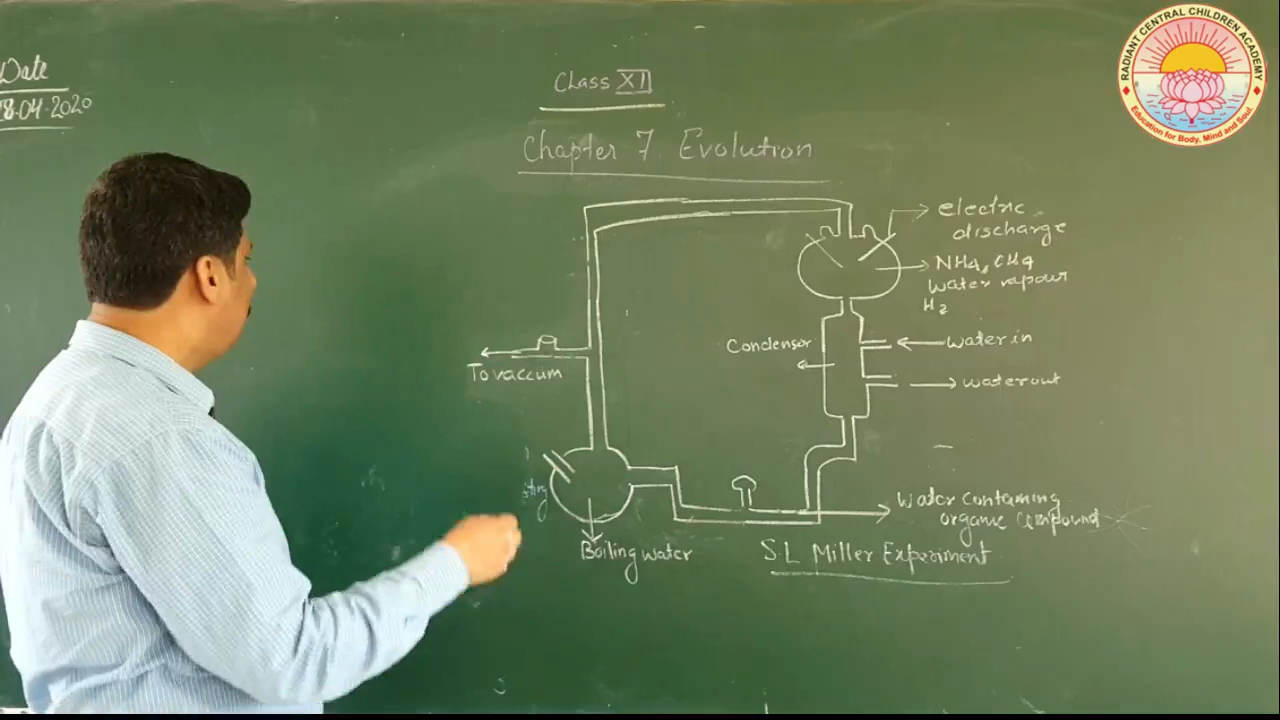 Date
28.04.2020
Class XI
Chapter 7 Evolution
electric
discharge
NH4, CH4
water vapour
H2
Condensor
water in
water out
To vaccum
Boiling water
Water containing
organic compound
S.L Miller Experiment
RADIANT CENTRAL CHILDREN ACADEMY
Education for Body, Mind and Soul